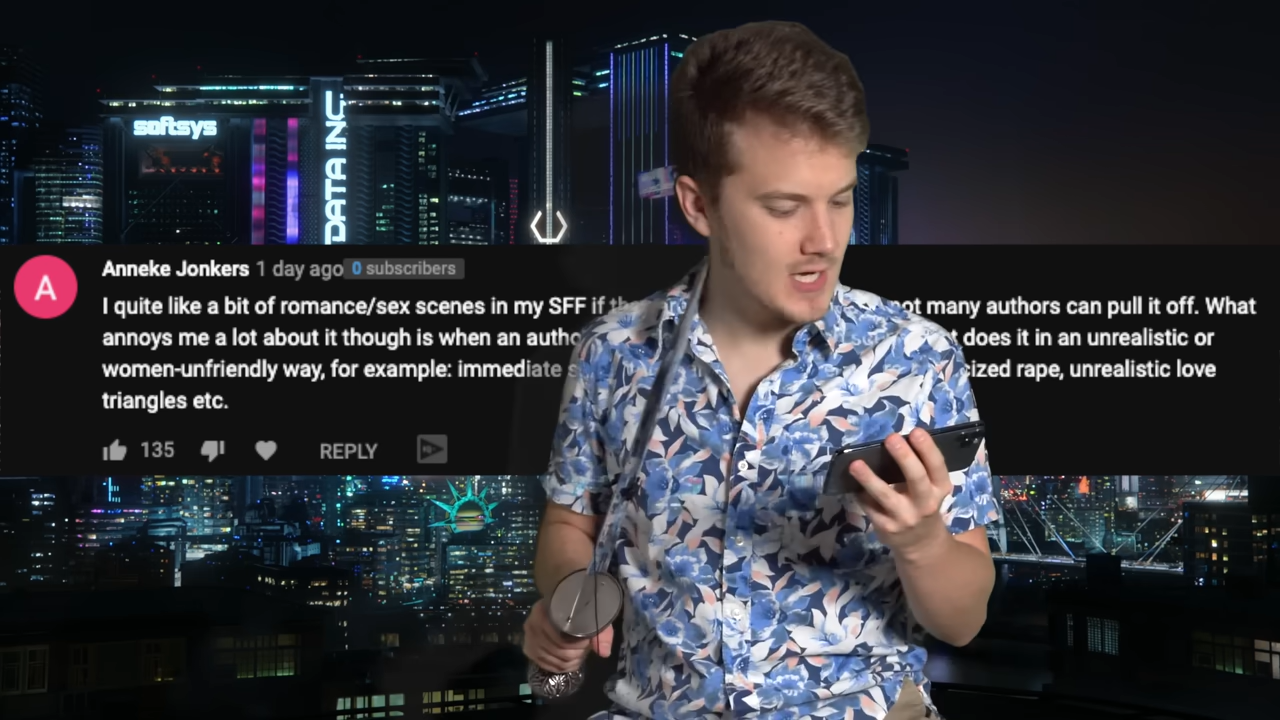 softsys
DATA INC.
A
Anneke Jonkers 1 day ago 0 subscribers
I quite like a bit of romance/sex scenes in my SFF if not many authors can pull it off. What
annoys me a lot about it though is when an does it in an unrealistic or
women-unfriendly way, for example: immediate rape, unrealistic love
triangles etc.
135
REPLY